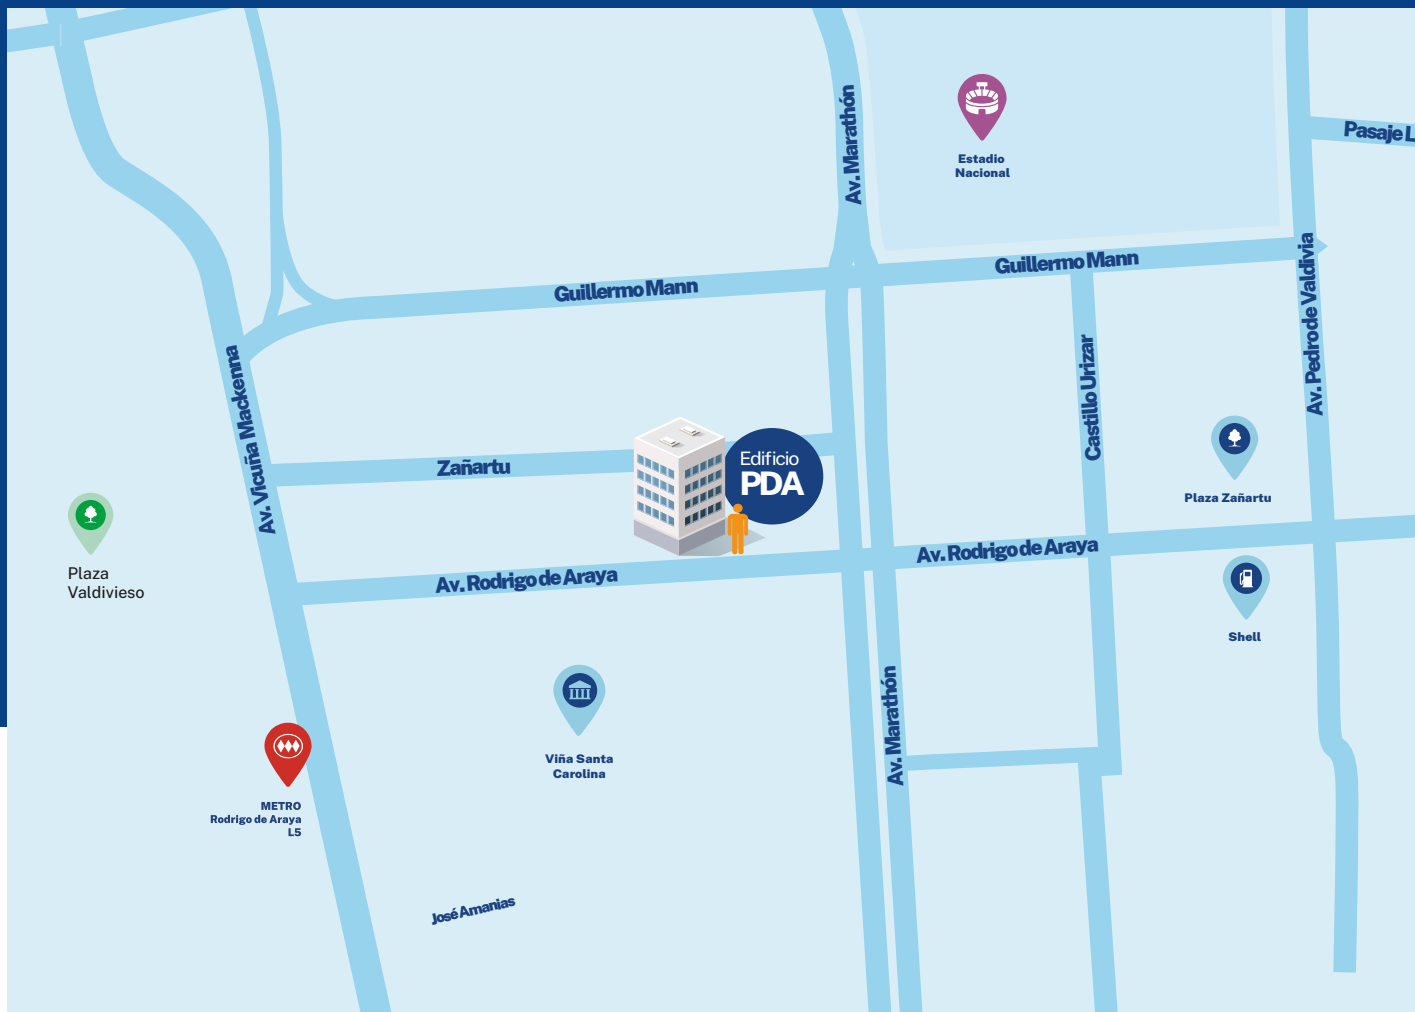 Av. Marathón
Estadio
Nacional
Pasaje L
Guillermo Mann
Guillermo Mann
Av. Pedro de Valdivia
Av. Vicuña Mackenna
Castillo Urizar
Zañartu
Edificio
PDA
Plaza Zañartu
Plaza
Valdivieso
Av. Rodrigo de Araya
Av. Rodrigo de Araya
Shell
Av. Marathón
Viña Santa
Carolina
METRO
Rodrigo de Araya
L5
José Amanias